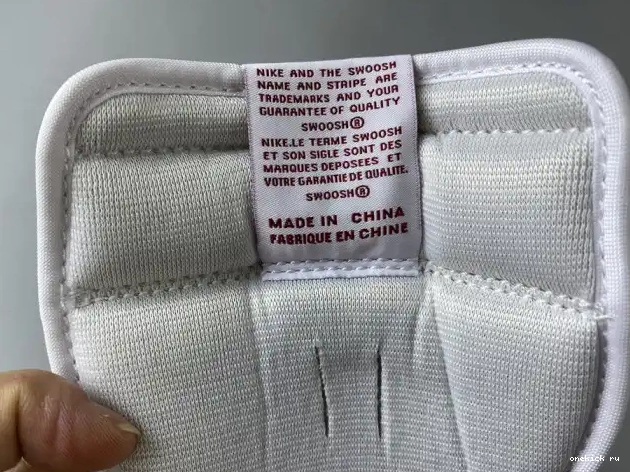 NIKE AND THE SWOOSH
NAME AND STRIPE ARE
TRADEMARKS AND YOUR
GUARANTEE OF QUALITY
SWOOSH®
NIKE.LE TERME SWOOSH
ET SON SIGLE SONT DES
MARQUES DEPOSEES ET
VOTRE GARANTIE DE QUALITE.
SWOOSH®
MADE IN CHINA
FABRIQUE EN CHINE
onekick ru